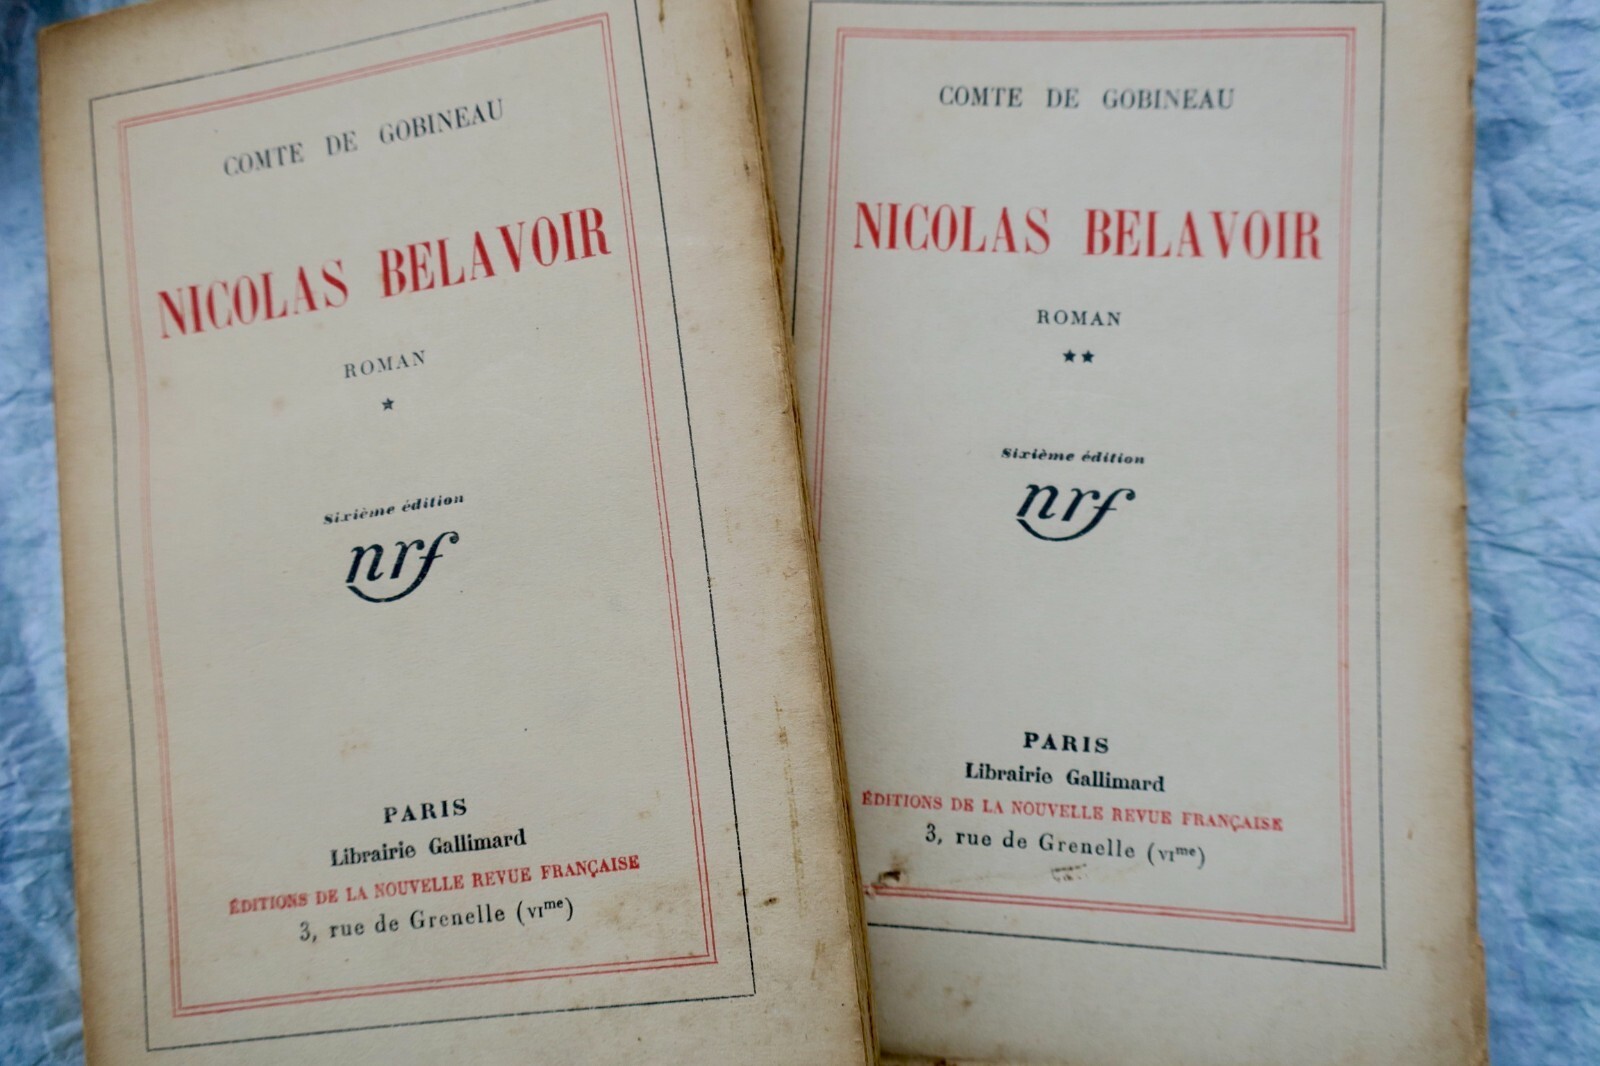 COMTE DE GOBINEAU
NICOLAS BELAVOIR
ROMAN
★
Sixième édition
nrf
PARIS
Librairie Gallimard
ÉDITIONS DE LA NOUVELLE REVUE FRANÇAISE
3, rue de Grenelle (VIme)
COMTE DE GOBINEAU
NICOLAS BELAVOIR
ROMAN
★★
Sixième édition
nrf
PARIS
Librairie Gallimard
ÉDITIONS DE LA NOUVELLE REVUE FRANÇAISE
3, rue de Grenelle (VIme)